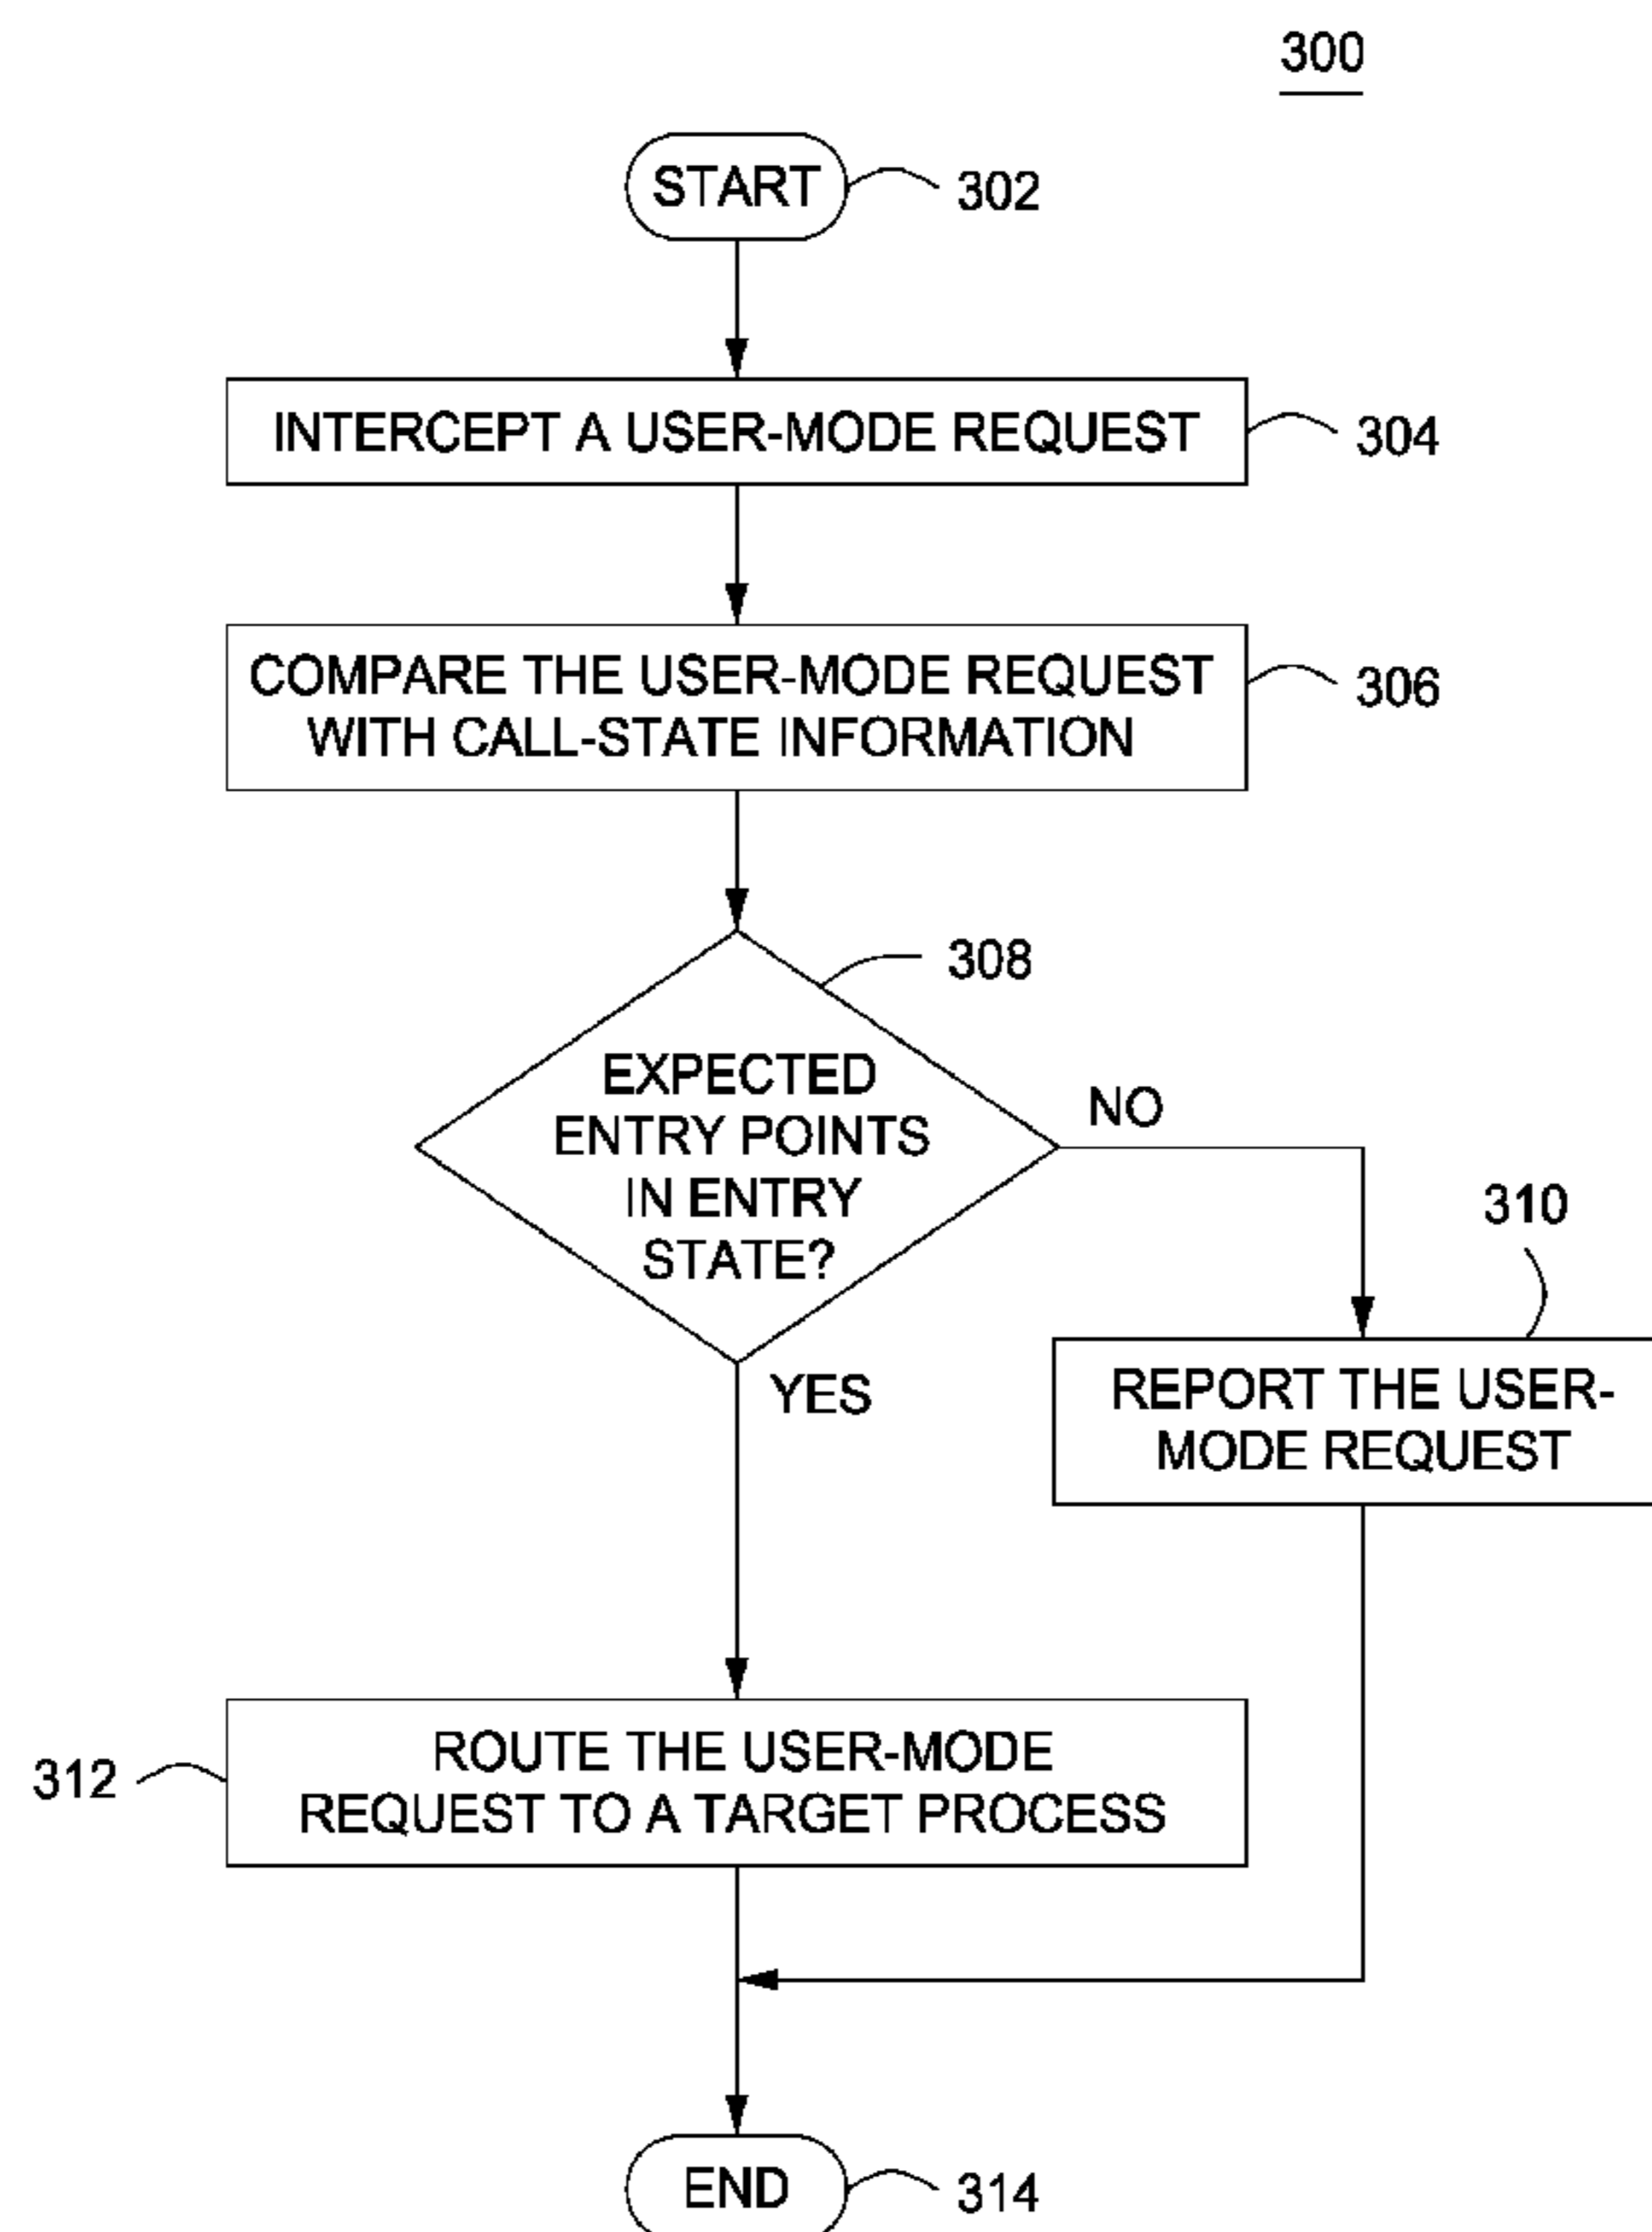 300
START
302
INTERCEPT A USER-MODE REQUEST
304
COMPARE THE USER-MODE REQUEST
WITH CALL-STATE INFORMATION
306
308
EXPECTED
ENTRY POINTS
IN ENTRY
STATE?
NO
310
REPORT THE USER-
MODE REQUEST
YES
312
ROUTE THE USER-MODE
REQUEST TO A TARGET PROCESS
END
314